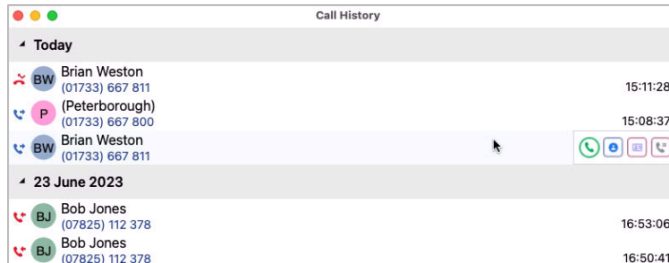 Call History
Today
BW Brian Weston
(01733) 667 811
15:11:28
P (Peterborough)
(01733) 667 800
15:08:37
BW Brian Weston
(01733) 667 811
23 June 2023
BJ Bob Jones
(07825) 112 378
16:53:06
BJ Bob Jones
(07825) 112 378
16:50:41